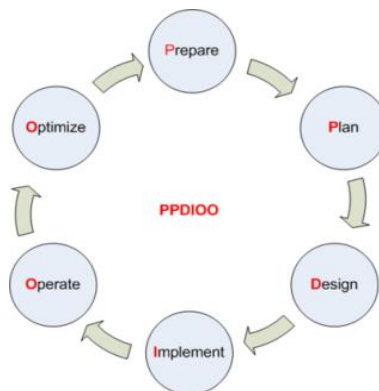 Prepare
Plan
Design
Implement
Operate
Optimize
PPDIOO